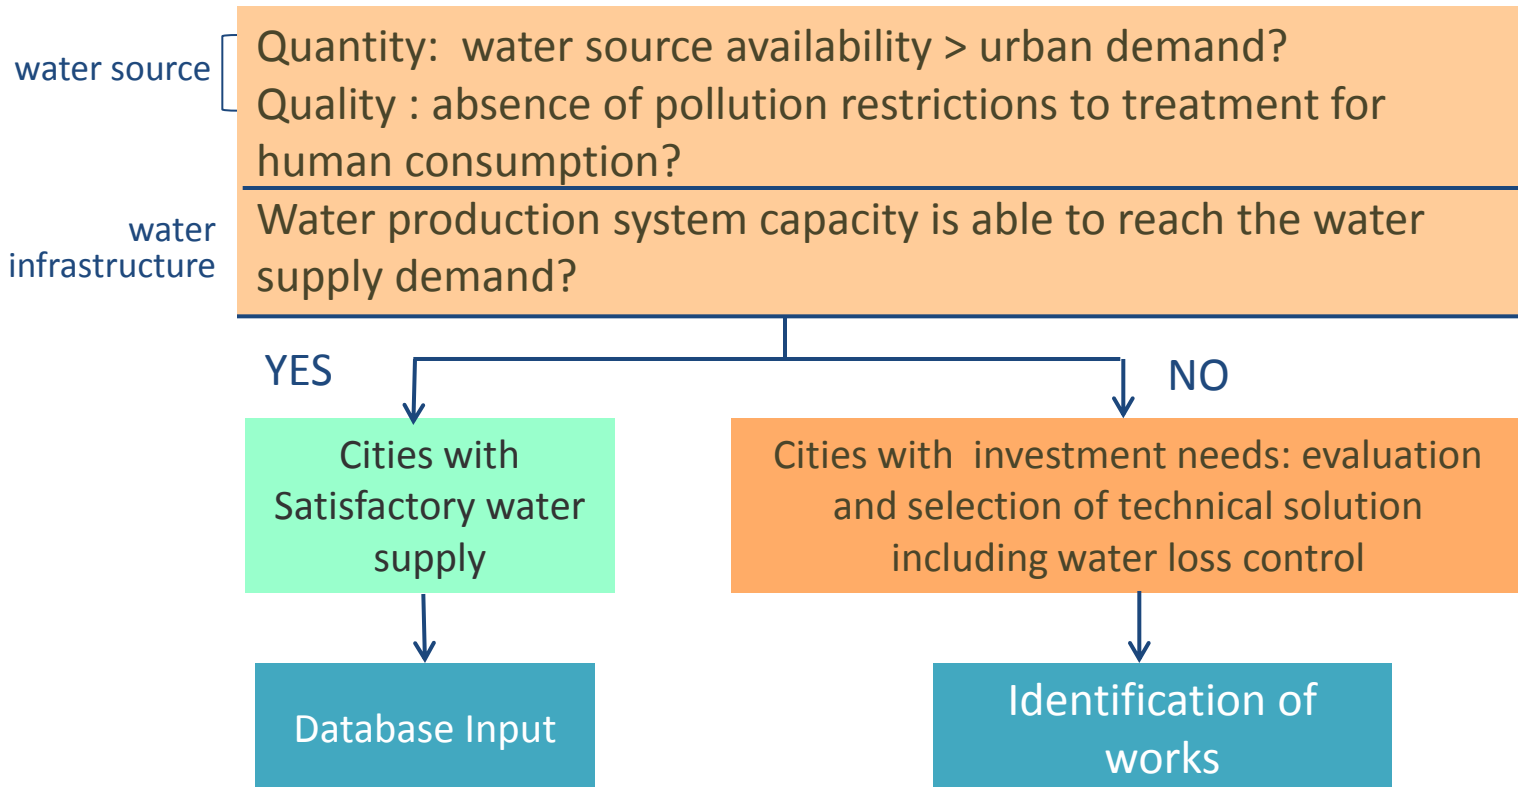 water source
Quantity:  water source availability > urban demand?
Quality : absence of pollution restrictions to treatment for
human consumption?
water
infrastructure
Water production system capacity is able to reach the water
supply demand?
YES
NO
Cities with
Satisfactory water
supply
Cities with  investment needs: evaluation
and selection of technical solution
including water loss control
Database Input
Identification of
works